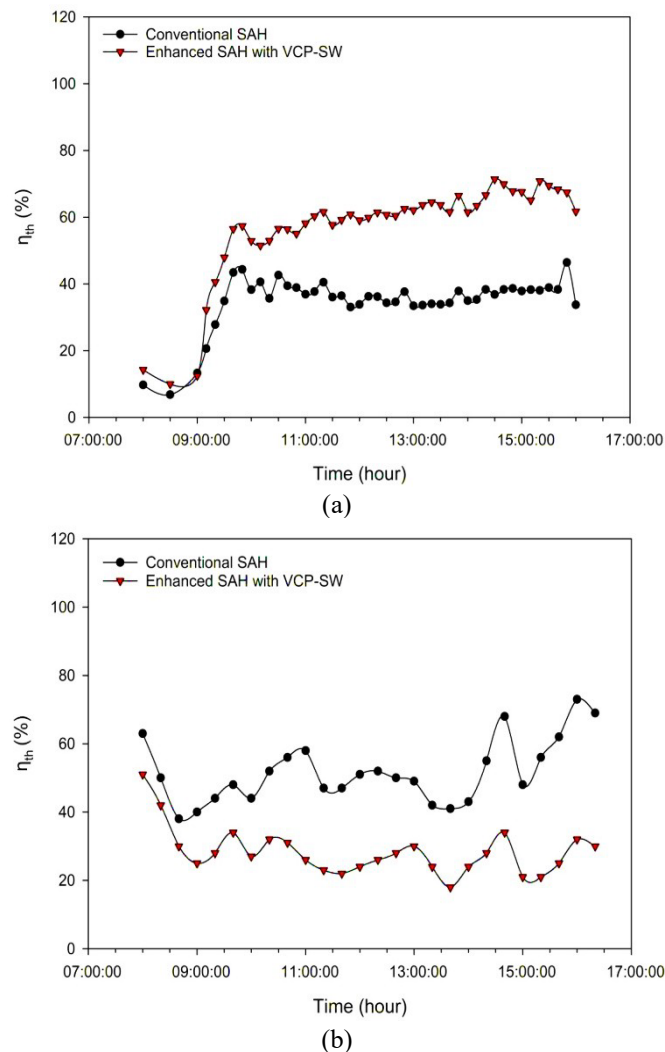 120
100
80
60
40
20
0
η_th (%)
Conventional SAH
Enhanced SAH with VCP-SW
07:00:00 09:00:00 11:00:00 13:00:00 15:00:00 17:00:00
Time (hour)
(a)
120
100
80
60
40
20
0
η_th (%)
Conventional SAH
Enhanced SAH with VCP-SW
07:00:00 09:00:00 11:00:00 13:00:00 15:00:00 17:00:00
Time (hour)
(b)